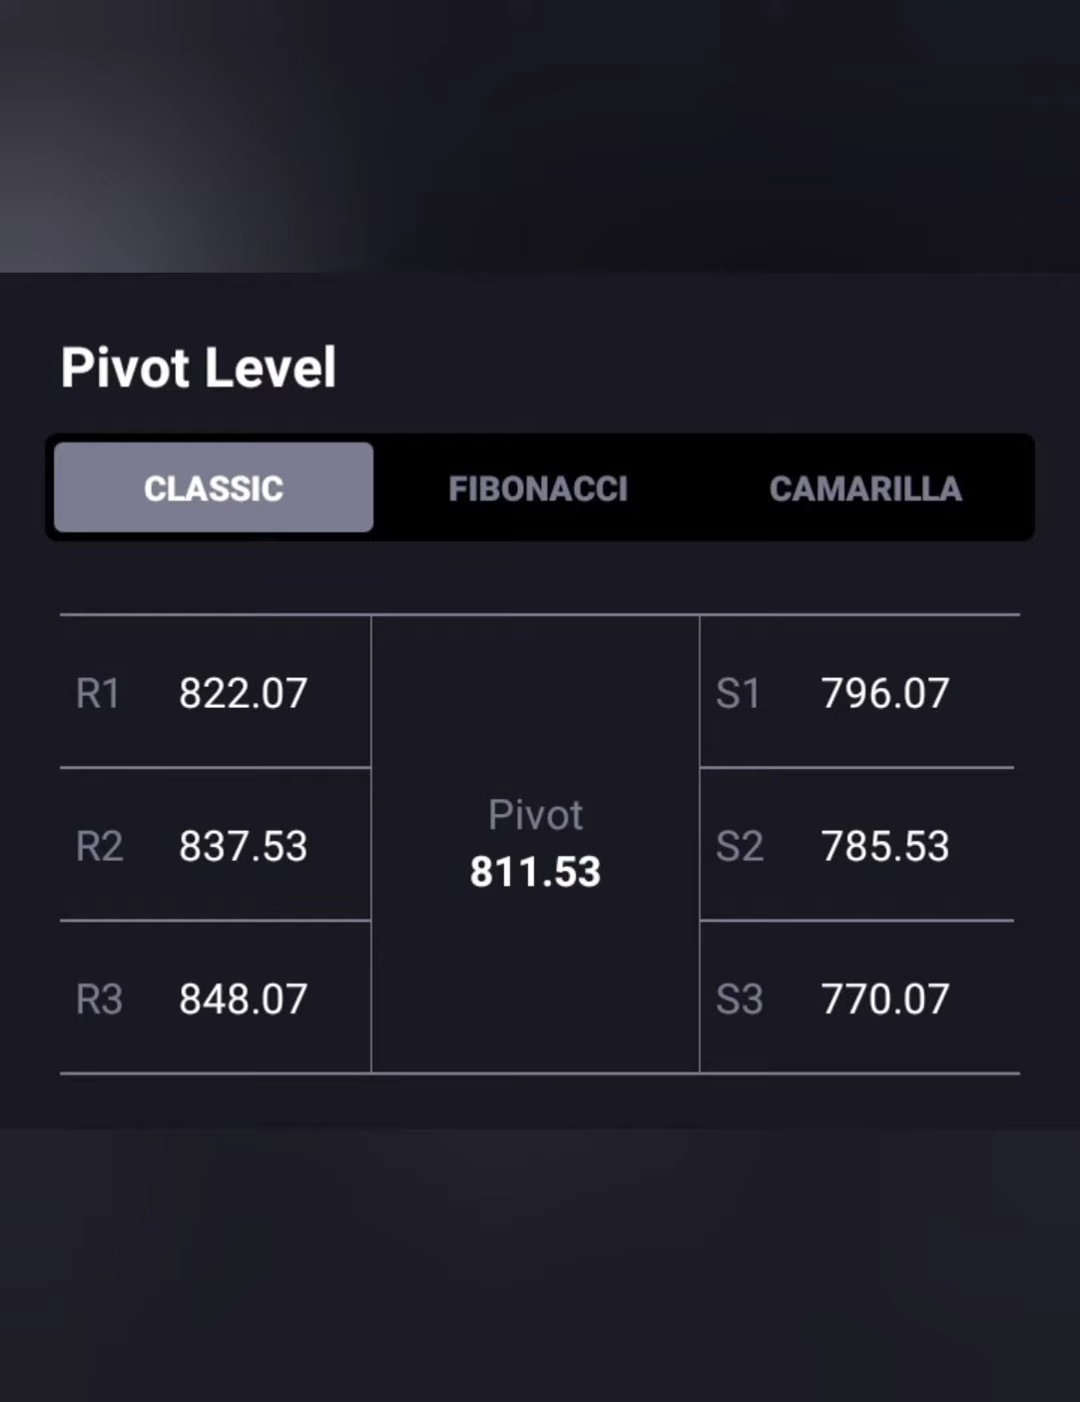 Pivot Level
CLASSIC FIBONACCI CAMARILLA
R1 822.07 S1 796.07
Pivot
R2 837.53 811.53 S2 785.53
R3 848.07 S3 770.07